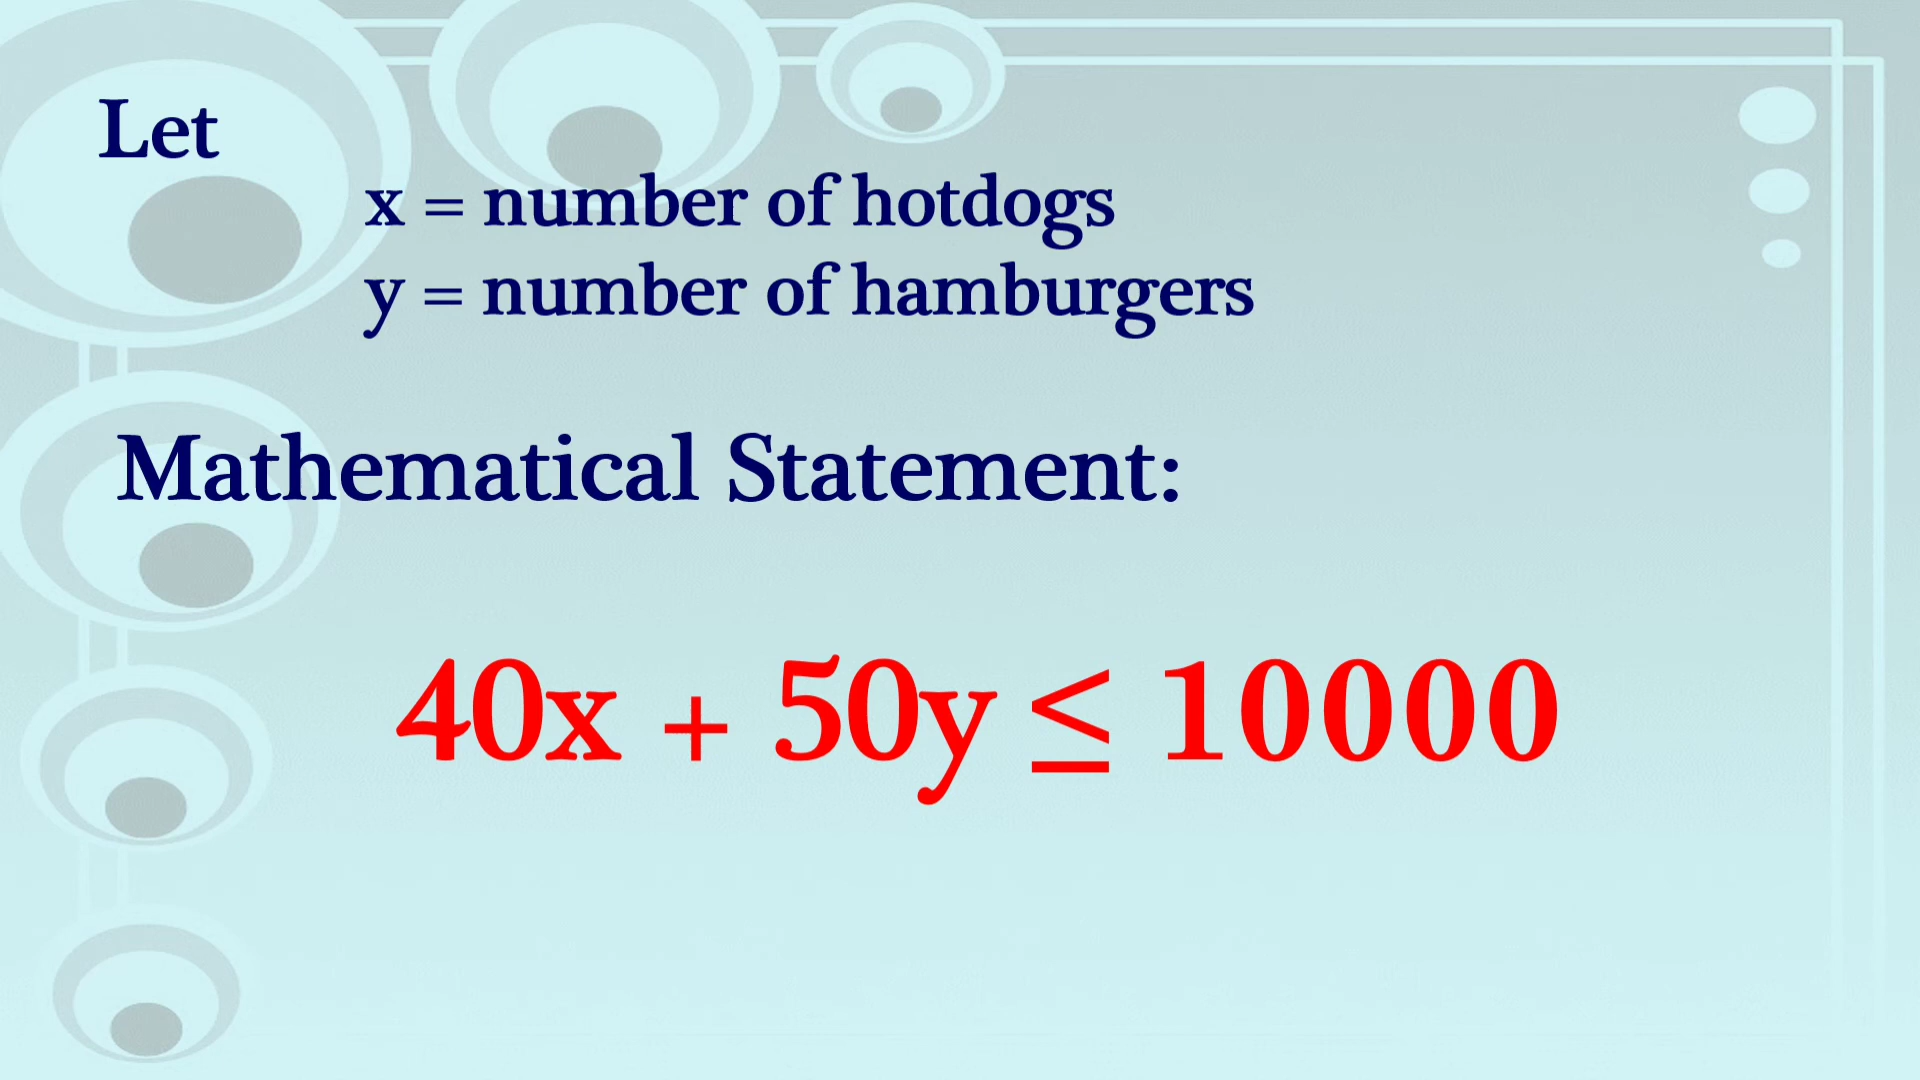 Let
x = number of hotdogs
y = number of hamburgers
Mathematical Statement:
40x + 50y ≤ 10000